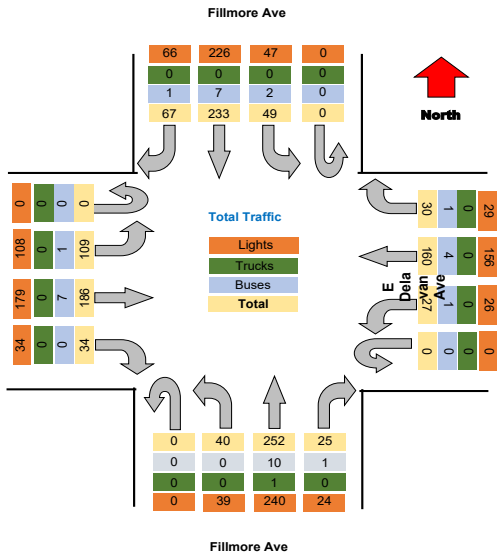 Fillmore Ave
66 226 47 0
0 0 0 0
1 7 2 0
67 233 49 0
North
0 0 0 0
108 0 1 109
179 0 7 186
34 0 0 34
Total Traffic
Lights
Trucks
Buses
Total
30 1 0 29
160 4 0 156
27 1 0 26
0 0 0 0
E
Dela
van
Ave
0 40 252 25
0 0 10 1
0 0 1 0
0 39 240 24
Fillmore Ave